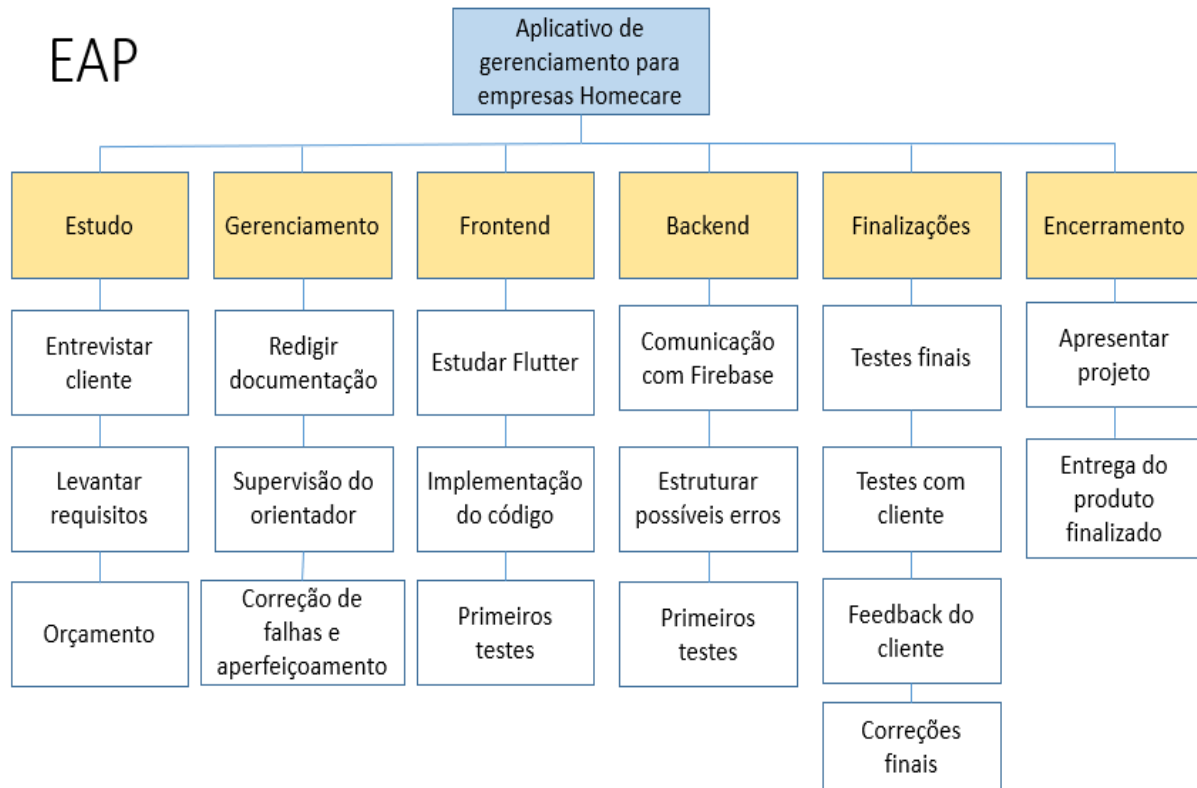 EAP
Aplicativo de
gerenciamento para
empresas Homecare
Estudo
Gerenciamento
Frontend
Backend
Finalizações
Encerramento
Entrevistar
cliente
Redigir
documentação
Estudar Flutter
Comunicação
com Firebase
Testes finais
Apresentar
projeto
Levantar
requisitos
Supervisão do
orientador
Implementação
do código
Estruturar
possíveis erros
Testes com
cliente
Entrega do
produto
finalizado
Orçamento
Correção de
falhas e
aperfeiçoamento
Primeiros
testes
Primeiros
testes
Feedback do
cliente
Correções
finais